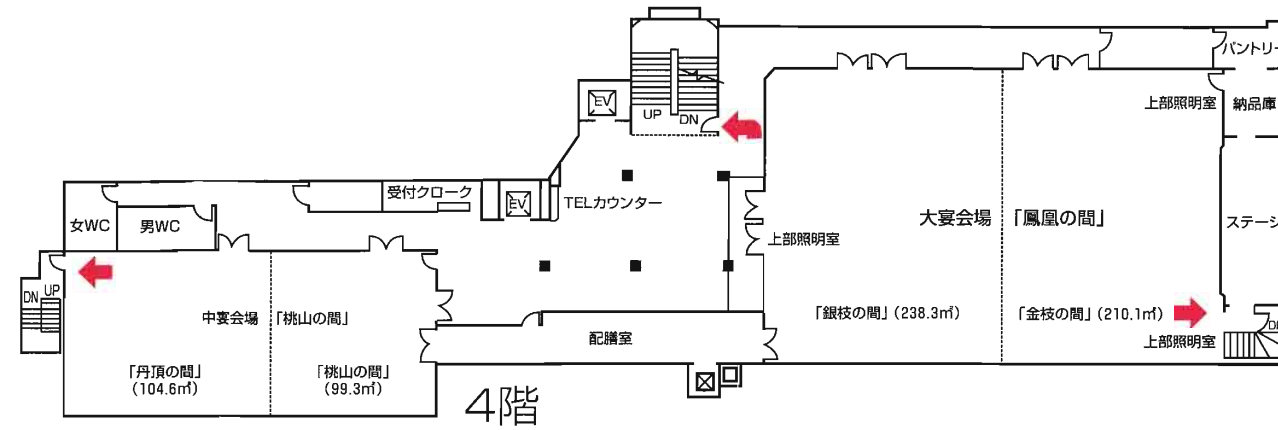 パントリー
EV
UP
DN
上部照明室
納品庫
受付クローク
EV
TELカウンター
女WC
男WC
大宴会場
「鳳凰の間」
ステージ
上部照明室
DN
UP
中宴会場
「桃山の間」
「銀枝の間」(238.3㎡)
「金枝の間」(210.1㎡)
配膳室
上部照明室
「丹頂の間」
(104.6㎡)
「桃山の間」
(99.3㎡)
4階